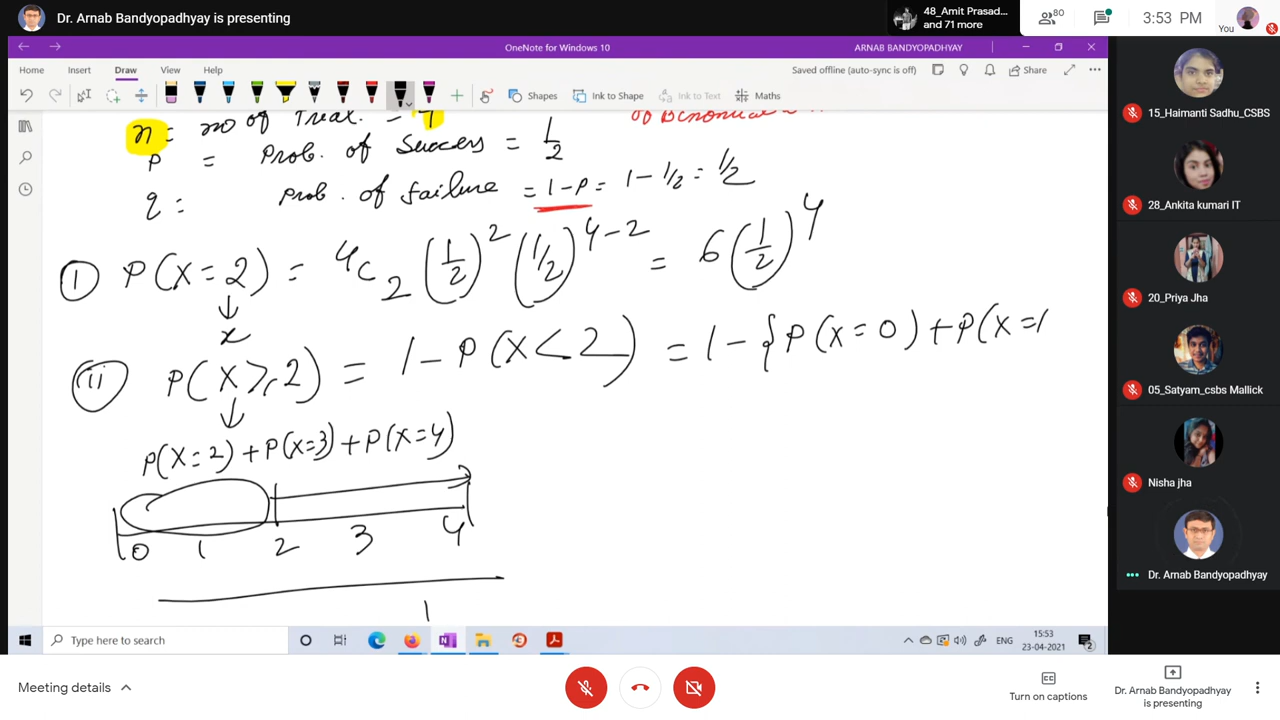 Dr. Arnab Bandyopadhyay is presenting
48_Amit Prasad...
and 71 more
80
3:53 PM
You
OneNote for Windows 10
ARNAB BANDYOPADHYAY
Home Insert Draw View Help
Saved offline (auto-sync is off)
Share
Shapes
Ink to Shape
Ink to Text
Maths
n = no of Trial. = 4
of Binomial
P = Prob. of Success = 1/2
q = Prob. of failure = 1-P = 1 - 1/2 = 1/2
(i) P(X=2) = 4C2 (1/2)^2 (1/2)^4-2 = 6 (1/2)^4
↓
x
(ii) P(X≥2) = 1 - P(X<2) = 1 - {P(X=0) + P(X=1
↓
P(X=2) + P(X=3) + P(X=4)
0 1 2 3 4
1
15_Haimanti Sadhu_CSBS
28_Ankita kumari IT
20_Priya Jha
05_Satyam_csbs Mallick
Nisha jha
Dr. Arnab Bandyopadhyay
Type here to search
ENG
15:53
23-04-2021
2
Meeting details
Turn on captions
Dr. Arnab Bandyopadhyay
is presenting